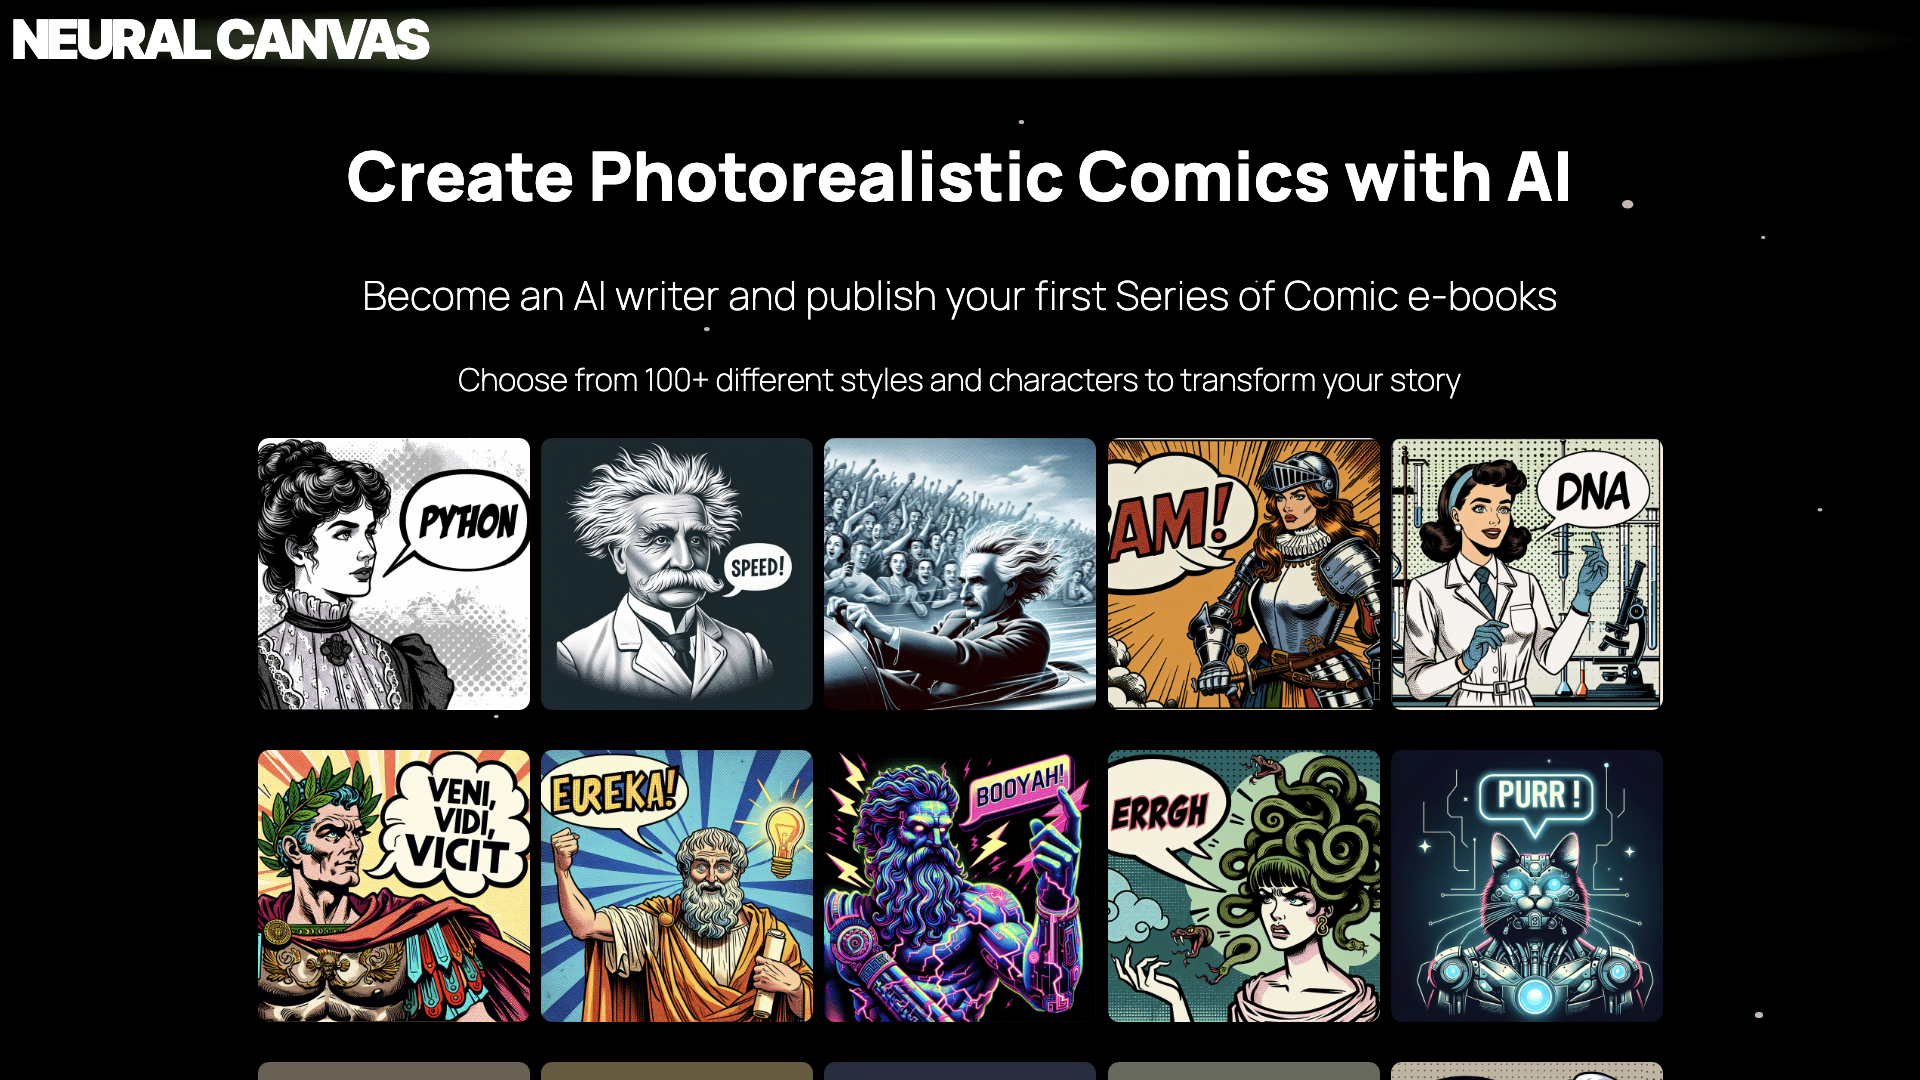 NEURAL CANVAS
Create Photorealistic Comics with AI
Become an AI writer and publish your first Series of Comic e-books
Choose from 100+ different styles and characters to transform your story
PYTHON
SPEED!
AM!
DNA
VENI,
VIDI,
VICIT
EUREKA!
BOOYAH!
ERRGH
PURR !